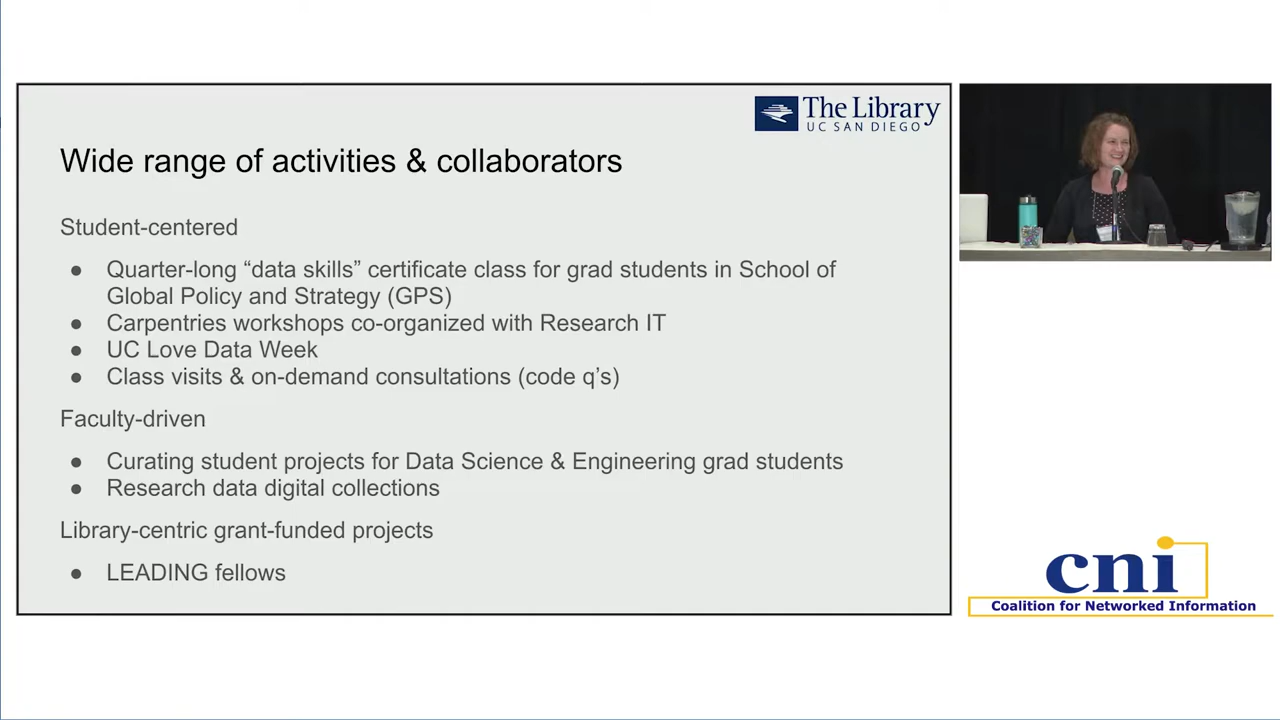 The Library
UC SAN DIEGO
Wide range of activities & collaborators
Student-centered
● Quarter-long “data skills” certificate class for grad students in School of
Global Policy and Strategy (GPS)
● Carpentries workshops co-organized with Research IT
● UC Love Data Week
● Class visits & on-demand consultations (code q’s)
Faculty-driven
● Curating student projects for Data Science & Engineering grad students
● Research data digital collections
Library-centric grant-funded projects
● LEADING fellows
cni
Coalition for Networked Information